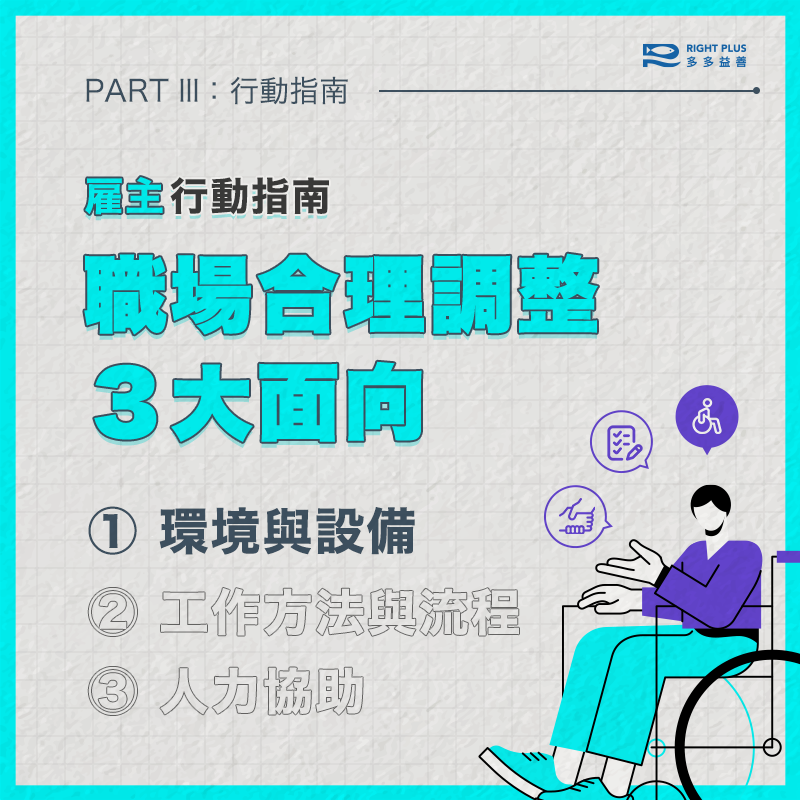 RIGHT PLUS
多多益善
PART III：行動指南
雇主行動指南
職場合理調整
3大面向
① 環境與設備
② 工作方法與流程
③ 人力協助